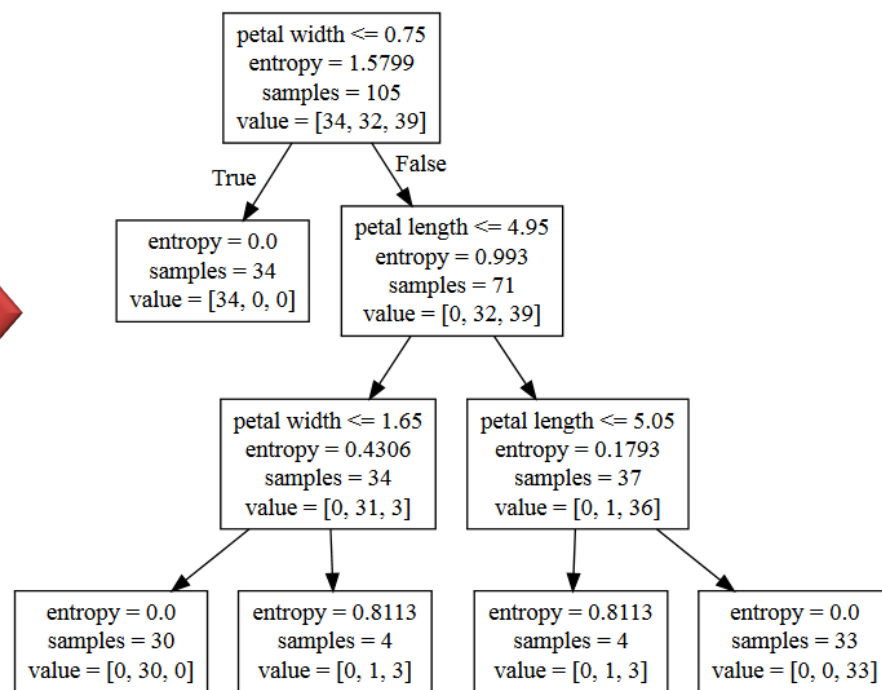 petal width <= 0.75
entropy = 1.5799
samples = 105
value = [34, 32, 39]
True
False
entropy = 0.0
samples = 34
value = [34, 0, 0]
petal length <= 4.95
entropy = 0.993
samples = 71
value = [0, 32, 39]
petal width <= 1.65
entropy = 0.4306
samples = 34
value = [0, 31, 3]
petal length <= 5.05
entropy = 0.1793
samples = 37
value = [0, 1, 36]
entropy = 0.0
samples = 30
value = [0, 30, 0]
entropy = 0.8113
samples = 4
value = [0, 1, 3]
entropy = 0.8113
samples = 4
value = [0, 1, 3]
entropy = 0.0
samples = 33
value = [0, 0, 33]